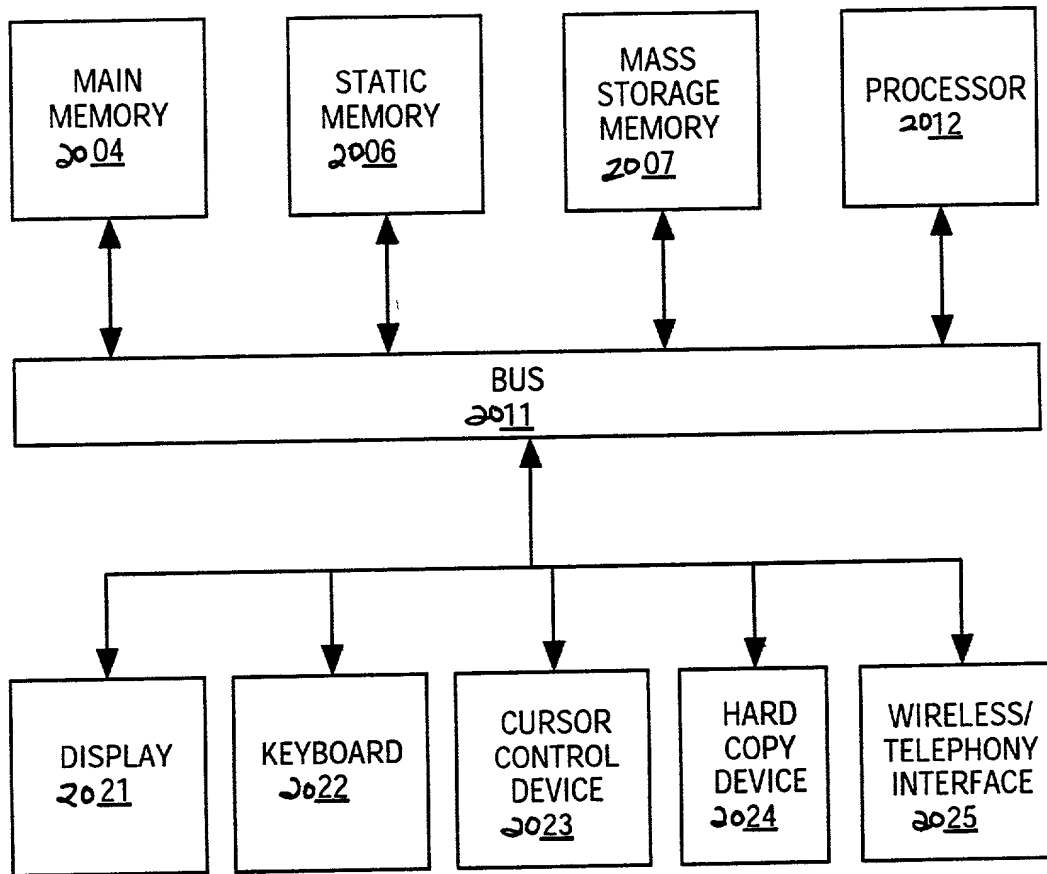 MAIN
MEMORY
2004
STATIC
MEMORY
2006
MASS
STORAGE
MEMORY
2007
PROCESSOR
2012
BUS
2011
DISPLAY
2021
KEYBOARD
2022
CURSOR
CONTROL
DEVICE
2023
HARD
COPY
DEVICE
2024
WIRELESS/
TELEPHONY
INTERFACE
2025